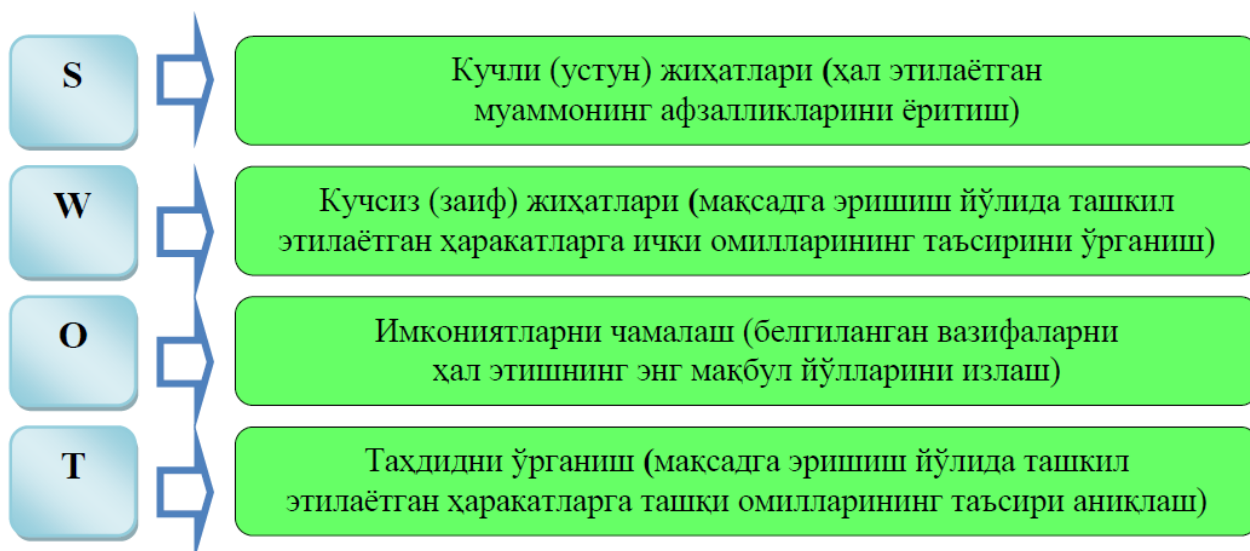 S
Кучли (устун) жиҳатлари (ҳал этилаётган
муаммонинг афзалликларини ёритиш)
W
Кучсиз (заиф) жиҳатлари (мақсадга эришиш йўлида ташкил
этилаётган ҳаракатларга ички омилларининг таъсирини ўрганиш)
O
Имкониятларни чамалаш (белгиланган вазифаларни
ҳал этишнинг энг мақбул йўлларини излаш)
T
Таҳдидни ўрганиш (мақсадга эришиш йўлида ташкил
этилаётган ҳаракатларга ташқи омилларининг таъсири аниқлаш)